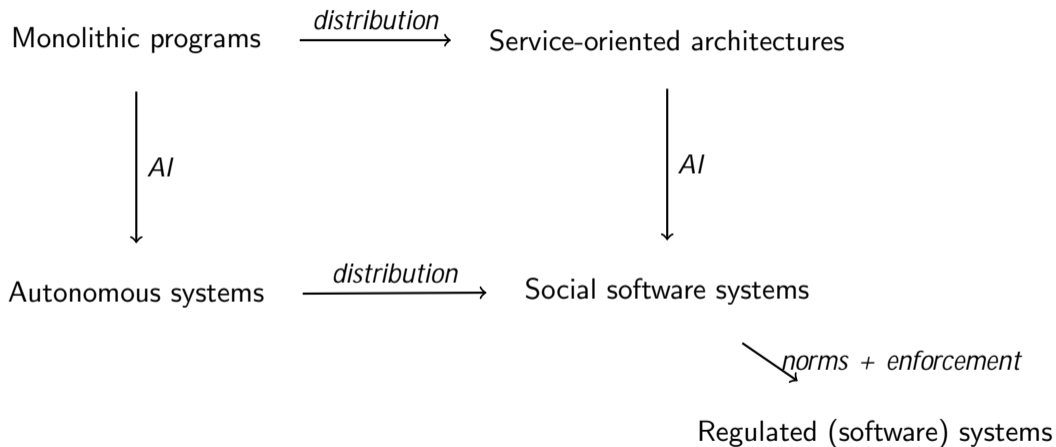 distribution
Monolithic programs
Service-oriented architectures
AI
AI
distribution
Autonomous systems
Social software systems
norms + enforcement
Regulated (software) systems